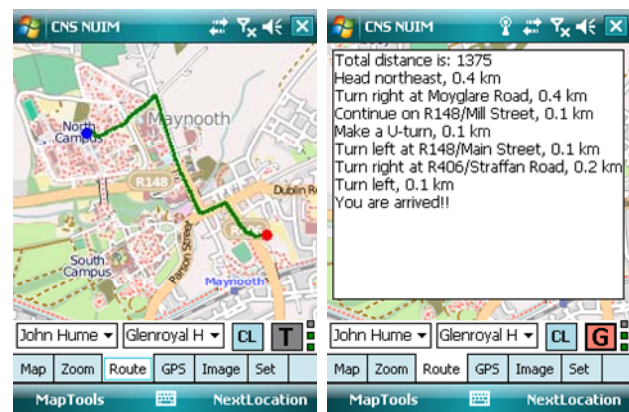 CNS NUIM
Maynooth
North
Campus
R148
Dublin R
South
Campus
Parson Street
Maynooth
John Hume
Glenroyal H
CL
T
Map
Zoom
Route
GPS
Image
Set
MapTools
NextLocation
CNS NUIM
Total distance is: 1375
Head northeast, 0.4 km
Turn right at Moyglare Road, 0.4 km
Continue on R148/Mill Street, 0.1 km
Make a U-turn, 0.1 km
Turn left at R148/Main Street, 0.1 km
Turn right at R406/Straffan Road, 0.2 km
Turn left, 0.1 km
You are arrived!!
John Hume
Glenroyal H
CL
G
Map
Zoom
Route
GPS
Image
Set
MapTools
NextLocation